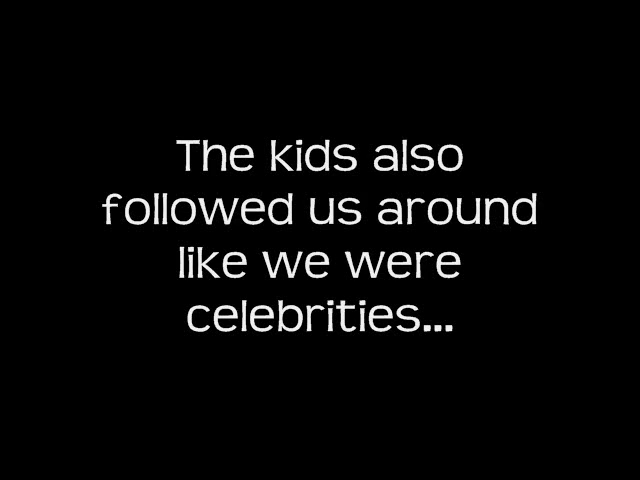 The kids also
followed us around
like we were
celebrities...